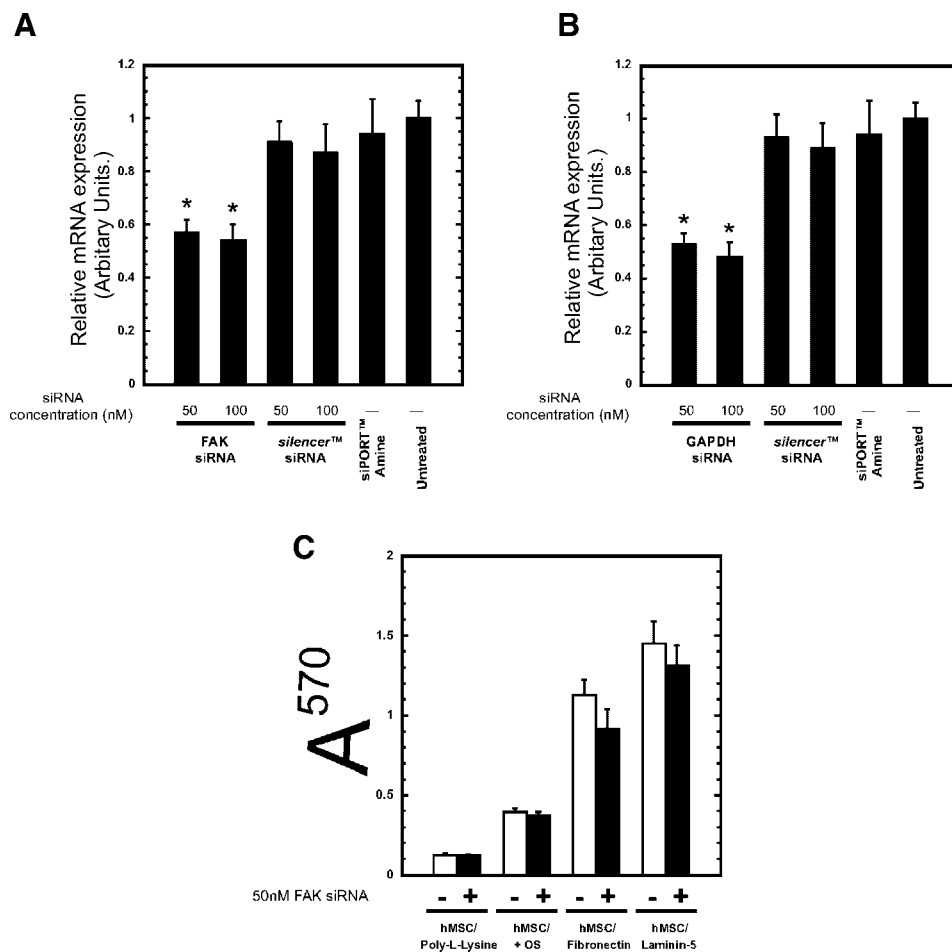 A
Relative mRNA expression
(Arbitary Units.)
1.2
1
0.8
0.6
0.4
0.2
0
* *
siRNA
concentration (nM)
50 100 50 100 — —
FAK
siRNA
silencer™
siRNA
siPORT™
Amine
Untreated
B
Relative mRNA expression
(Arbitary Units.)
1.2
1
0.8
0.6
0.4
0.2
0
* *
siRNA
concentration (nM)
50 100 50 100 — —
GAPDH
siRNA
silencer™
siRNA
siPORT™
Amine
Untreated
C
A570
2
1.5
1
0.5
0
50nM FAK siRNA
- + - + - + - +
hMSC/
Poly-L-Lysine
hMSC/
+ OS
hMSC/
Fibronectin
hMSC/
Laminin-5